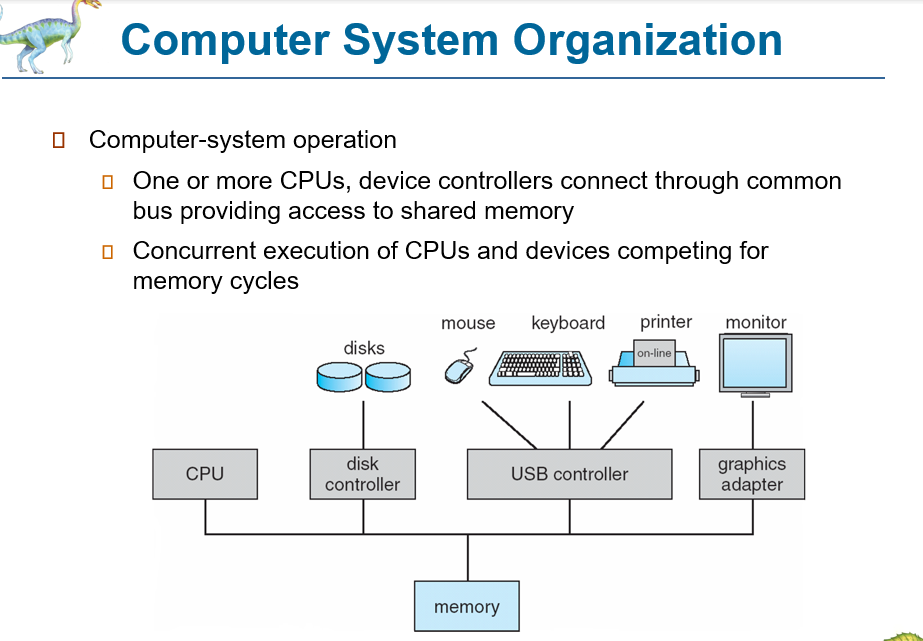 Computer System Organization
Computer-system operation
One or more CPUs, device controllers connect through common
bus providing access to shared memory
Concurrent execution of CPUs and devices competing for
memory cycles
mouse
keyboard
printer
monitor
disks
on-line
CPU
disk
controller
USB controller
graphics
adapter
memory